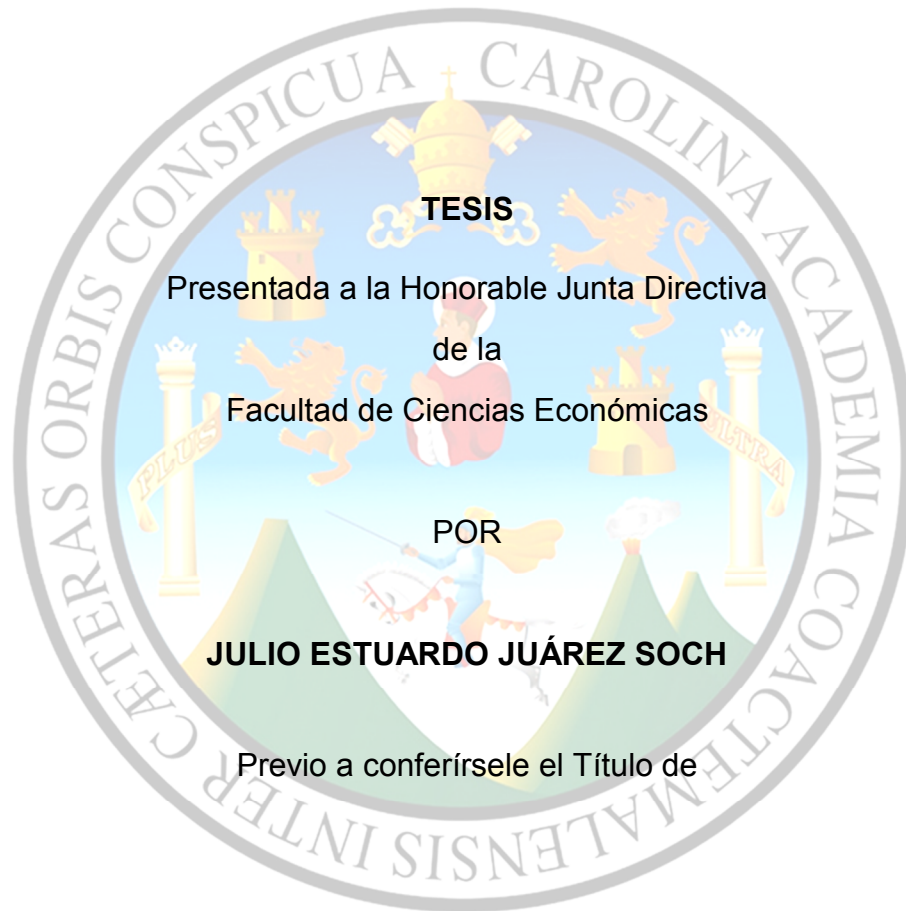 CAROLINA ACADEMIA COACTEMALENSIS INTER CÆTERAS ORBIS CONSPICUA
TESIS
Presentada a la Honorable Junta Directiva
de la
Facultad de Ciencias Económicas
PLUS
ULTRA
POR
JULIO ESTUARDO JUÁREZ SOCH
Previo a conferírsele el Título de